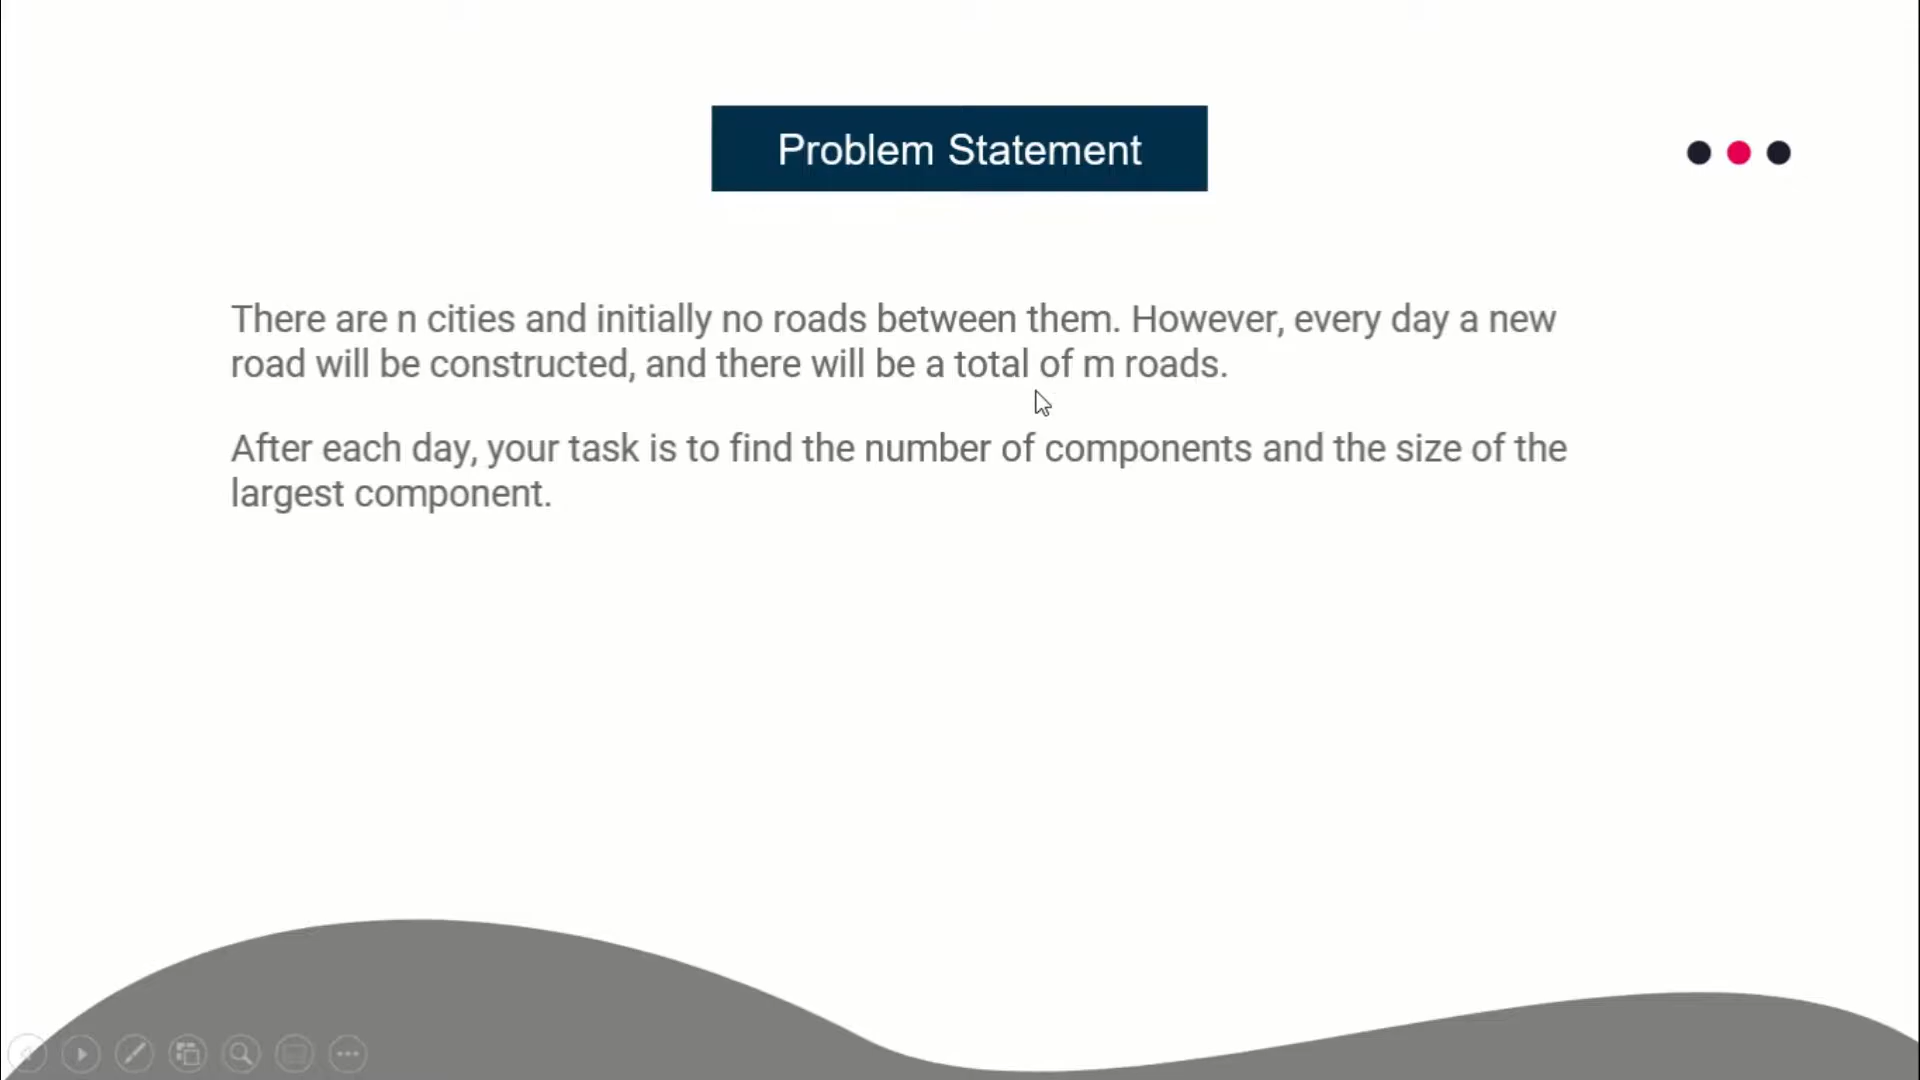 Problem Statement
There are n cities and initially no roads between them. However, every day a new
road will be constructed, and there will be a total of m roads.
After each day, your task is to find the number of components and the size of the
largest component.